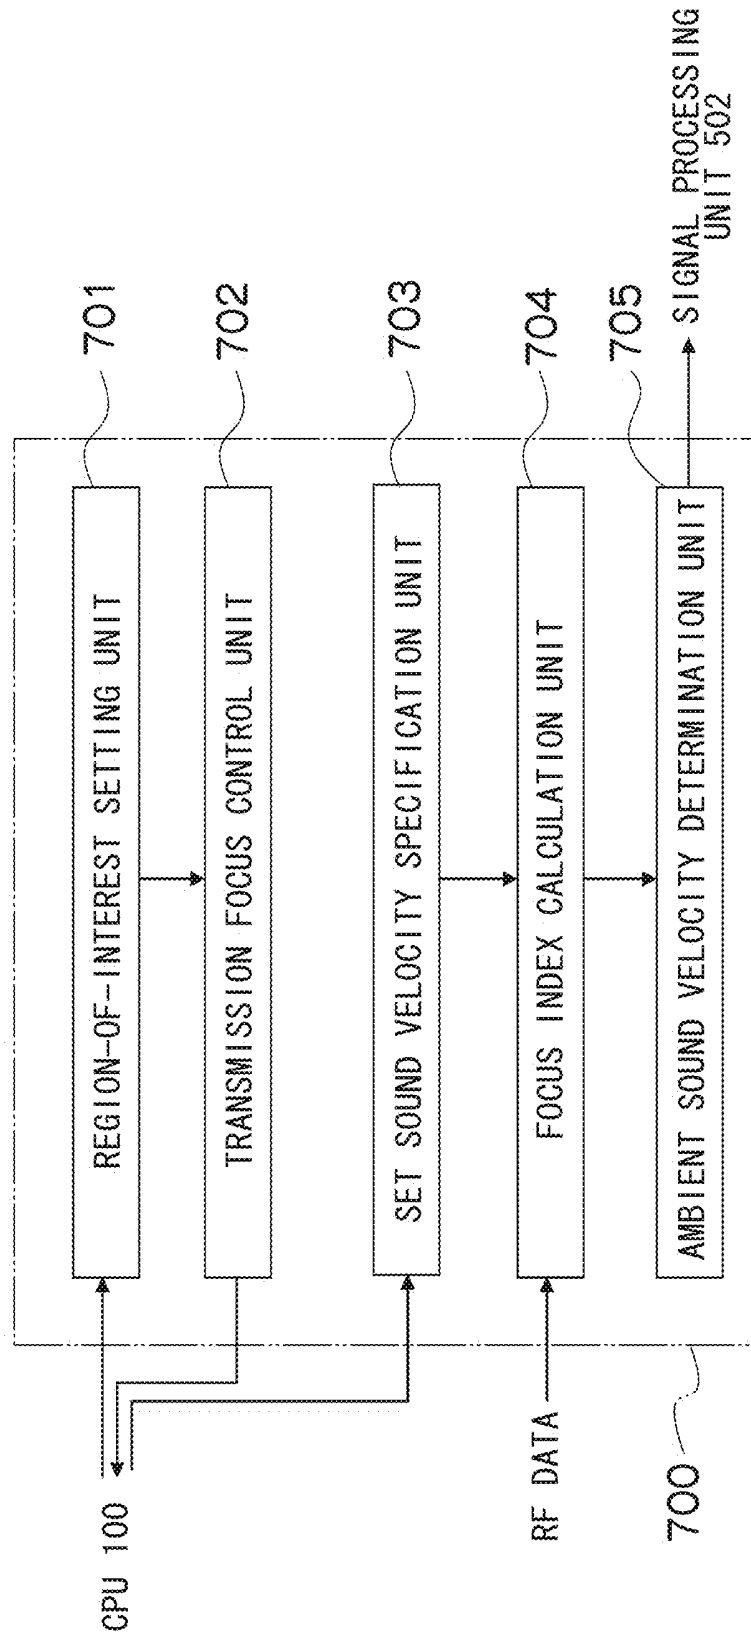 CPU 100
REGION-OF-INTEREST SETTING UNIT
701
TRANSMISSION FOCUS CONTROL UNIT
702
SET SOUND VELOCITY SPECIFICATION UNIT
703
RF DATA
FOCUS INDEX CALCULATION UNIT
704
AMBIENT SOUND VELOCITY DETERMINATION UNIT
705
SIGNAL PROCESSING
UNIT 502
700